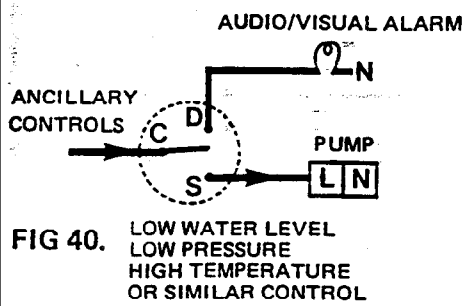 AUDIO/VISUAL ALARM
N
ANCILLARY
CONTROLS
D
C
PUMP
S
L N
FIG 40.
LOW WATER LEVEL
LOW PRESSURE
HIGH TEMPERATURE
OR SIMILAR CONTROL